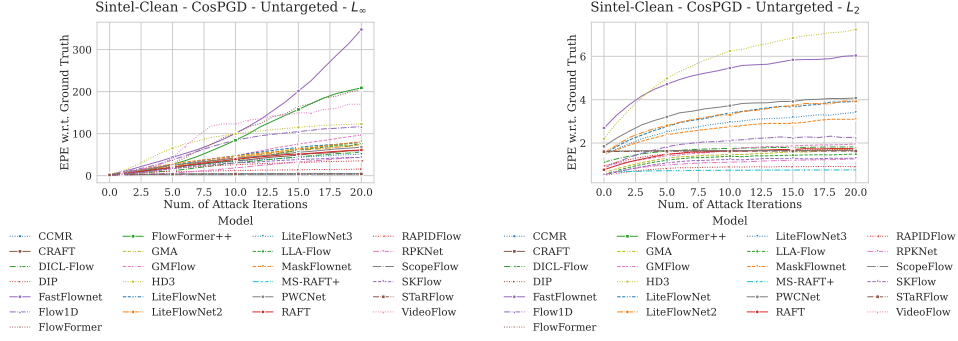 Sintel-Clean - CosPGD - Untargeted - L∞
EPE w.r.t. Ground Truth
300
200
100
0
0.0 2.5 5.0 7.5 10.0 12.5 15.0 17.5 20.0
Num. of Attack Iterations
Model
CCMR FlowFormer++ LiteFlowNet3 RAPIDFlow
CRAFT GMA LLA-Flow RPKNet
DICL-Flow GMFlow MaskFlownet ScopeFlow
DIP HD3 MS-RAFT+ SKFlow
FastFlownet LiteFlowNet PWCNet STaRFlow
Flow1D LiteFlowNet2 RAFT VideoFlow
FlowFormer
Sintel-Clean - CosPGD - Untargeted - L2
EPE w.r.t. Ground Truth
6
4
2
0.0 2.5 5.0 7.5 10.0 12.5 15.0 17.5 20.0
Num. of Attack Iterations
Model
CCMR FlowFormer++ LiteFlowNet3 RAPIDFlow
CRAFT GMA LLA-Flow RPKNet
DICL-Flow GMFlow MaskFlownet ScopeFlow
DIP HD3 MS-RAFT+ SKFlow
FastFlownet LiteFlowNet PWCNet STaRFlow
Flow1D LiteFlowNet2 RAFT VideoFlow
FlowFormer